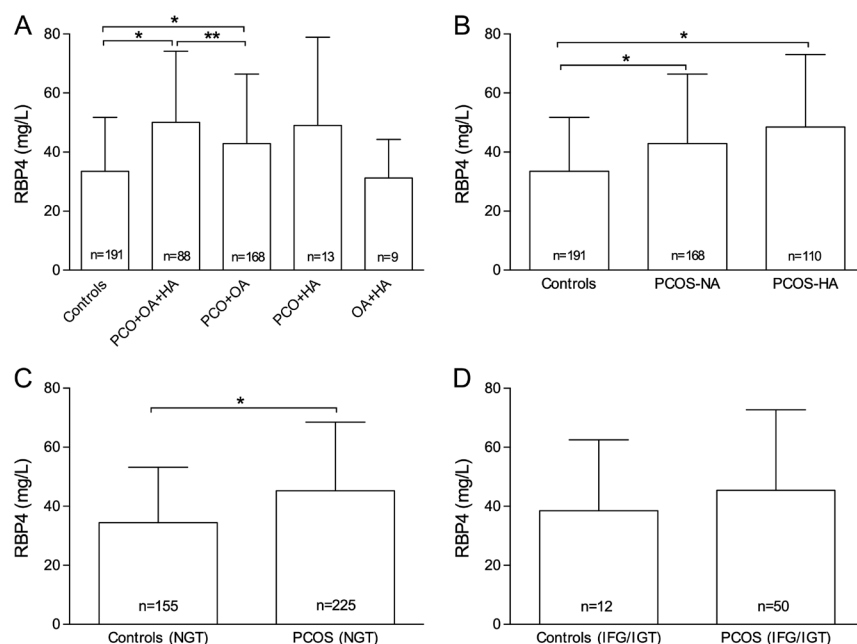 A
RBP4 (mg/L)
80
60
40
20
0
*
*
**
n=191
n=88
n=168
n=13
n=9
Controls
PCO+OA+HA
PCO+OA
PCO+HA
OA+HA
B
RBP4 (mg/L)
80
60
40
20
0
*
*
n=191
n=168
n=110
Controls
PCOS-NA
PCOS-HA
C
RBP4 (mg/L)
80
60
40
20
0
*
n=155
n=225
Controls (NGT)
PCOS (NGT)
D
RBP4 (mg/L)
80
60
40
20
0
n=12
n=50
Controls (IFG/IGT)
PCOS (IFG/IGT)